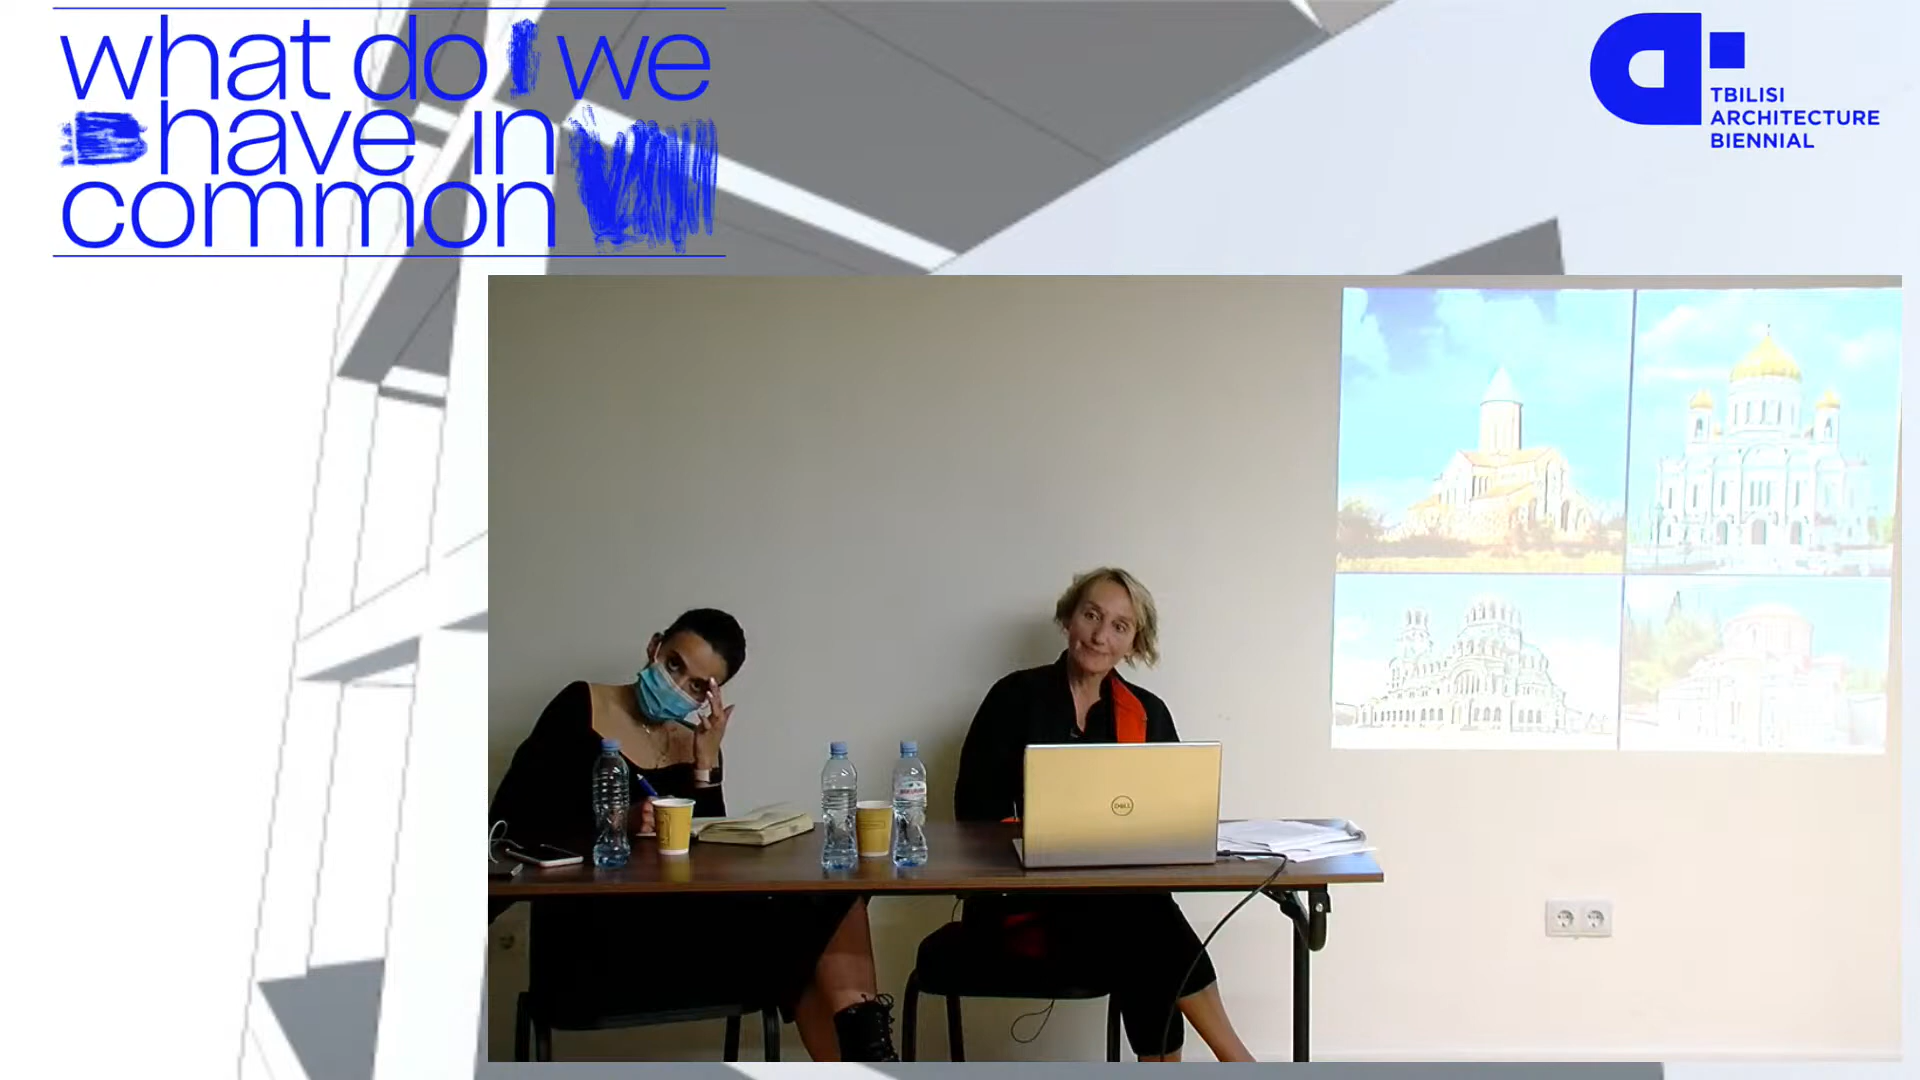 what do we
have in
common
TBILISI
ARCHITECTURE
BIENNIAL
DELL